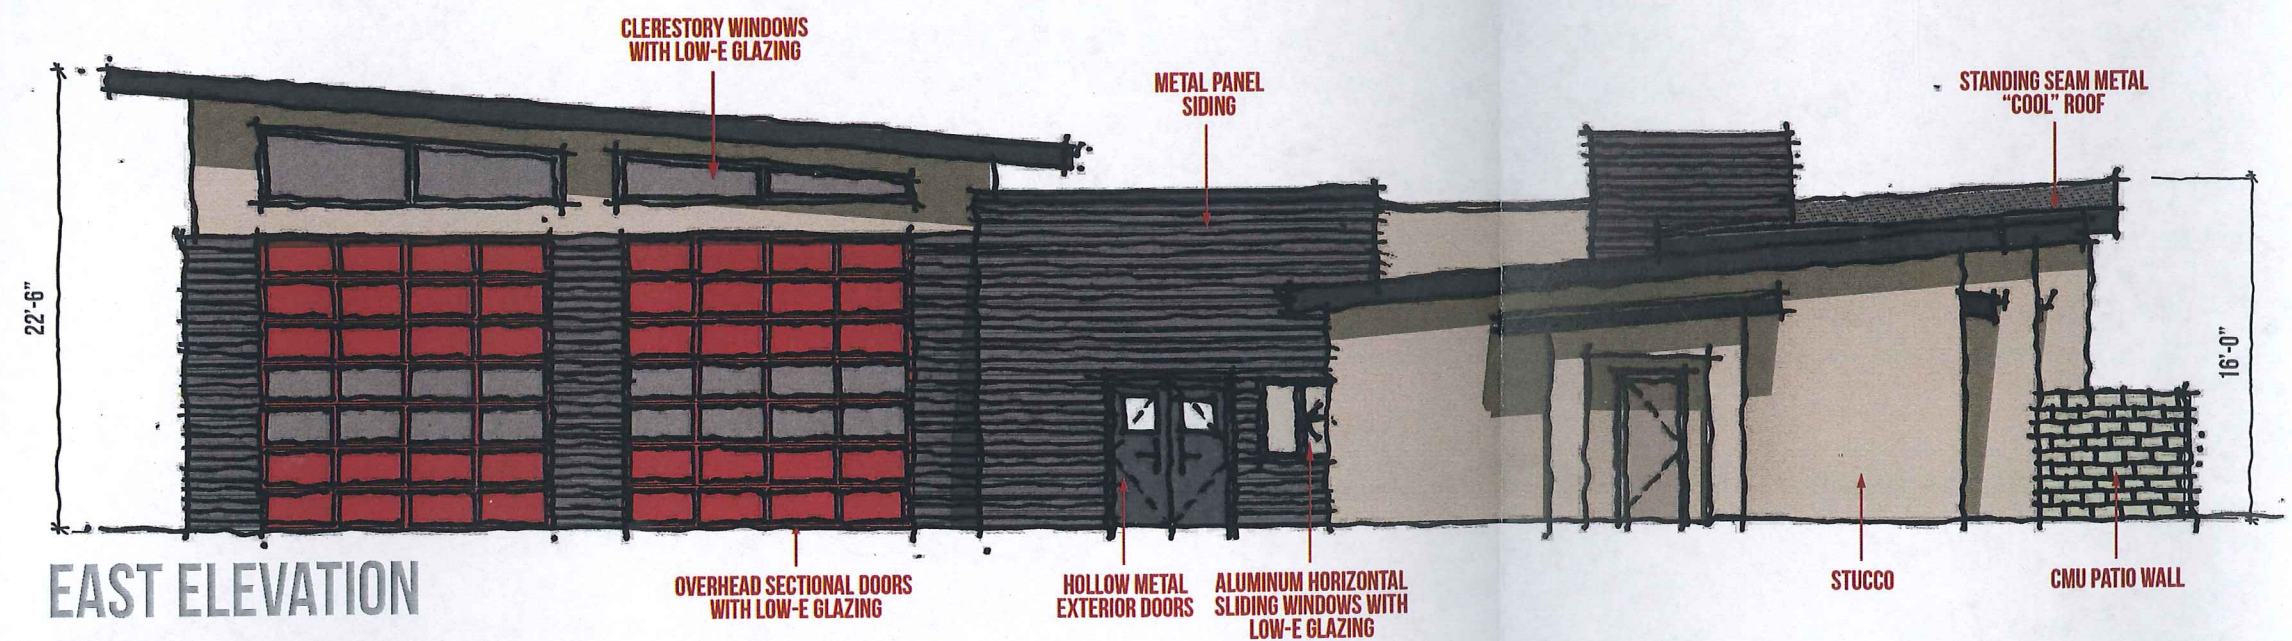 CLERESTORY WINDOWS
WITH LOW-E GLAZING
METAL PANEL
SIDING
STANDING SEAM METAL
“COOL” ROOF
22'-6"
16'-0"
EAST ELEVATION
OVERHEAD SECTIONAL DOORS
WITH LOW-E GLAZING
HOLLOW METAL
EXTERIOR DOORS
ALUMINUM HORIZONTAL
SLIDING WINDOWS WITH
LOW-E GLAZING
STUCCO
CMU PATIO WALL